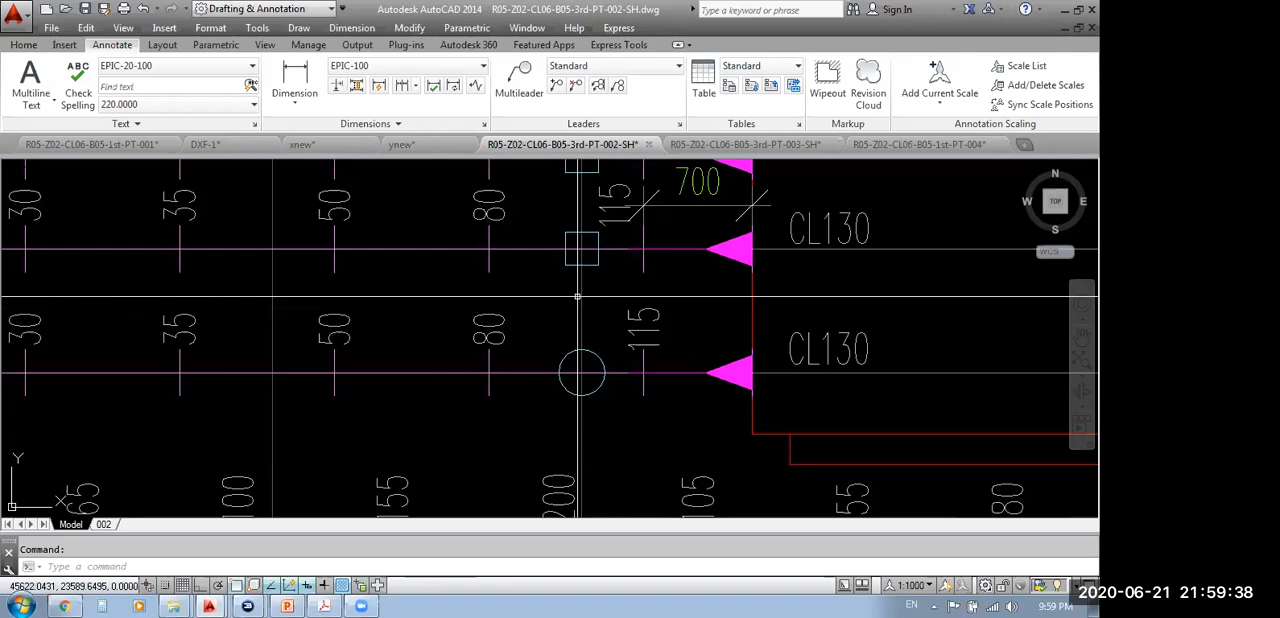 Drafting & Annotation
Autodesk AutoCAD 2014 R05-Z02-CL06-B05-3rd-PT-002-SH.dwg
Type a keyword or phrase
Sign In
File Edit View Insert Format Tools Draw Dimension Modify Parametric Window Help Express
Home Insert Annotate Layout Parametric View Manage Output Plug-ins Autodesk 360 Featured Apps Express Tools
Multiline Text
ABC
Check Spelling
EPIC-20-100
Find text
220.0000
Dimension
EPIC-100
Multileader
Standard
Table
Standard
Wipeout
Revision Cloud
Add Current Scale
Scale List
Add/Delete Scales
Sync Scale Positions
Text
Dimensions
Leaders
Tables
Markup
Annotation Scaling
R05-Z02-CL06-B05-1st-PT-001*
DXF-1*
xnew*
ynew*
R05-Z02-CL06-B05-3rd-PT-002-SH*
R05-Z02-CL06-B05-3rd-PT-003-SH*
R05-Z02-CL06-B05-1st-PT-004*
N
W TOP E
S
WCS
30 35 50 80 115 700 CL130
30 35 50 80 115 CL130
Y
X
65 100 155 200 105 55 80
Model 002
Command:
Type a command
45622.0431, 23589.6495, 0.0000
1:1000
EN
9:59 PM
2020-06-21 21:59:38